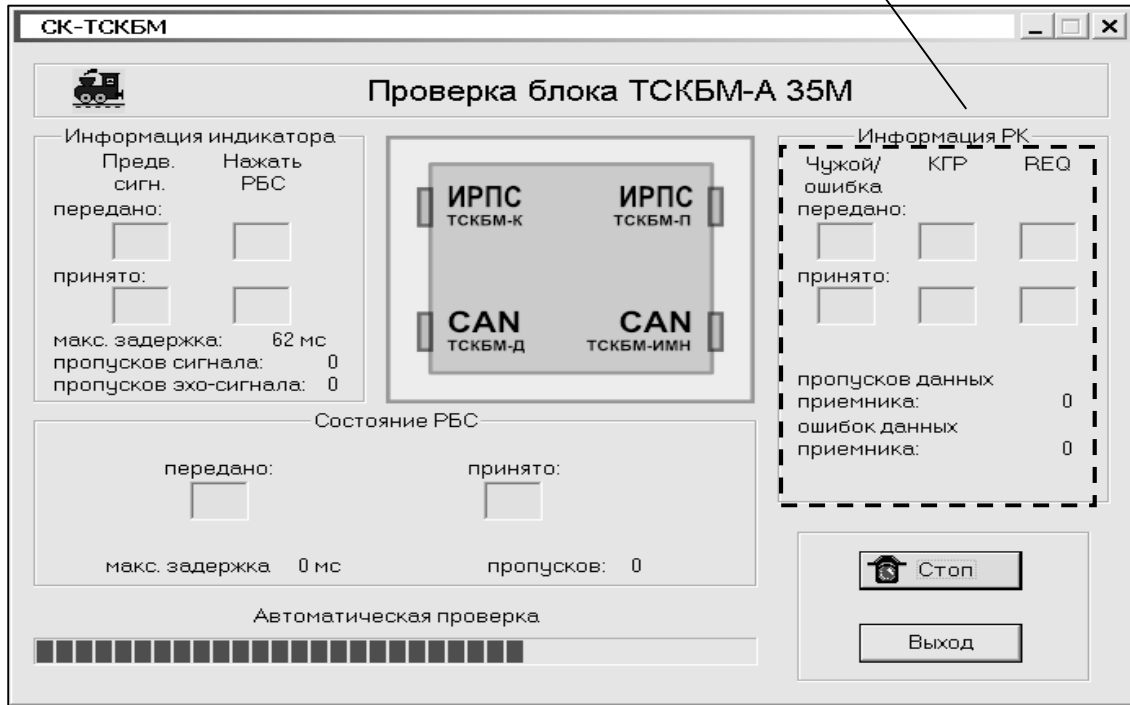 СК-ТСКБМ
Проверка блока ТСКБМ-А 35М
Информация индикатора
Предв. сигн.
Нажать РБС
передано:
принято:
макс. задержка: 62 мс
пропусков сигнала: 0
пропусков эхо-сигнала: 0
ИРПС ИРПС
ТСКБМ-К ТСКБМ-П
CAN CAN
ТСКБМ-Д ТСКБМ-ИМН
Информация РК
Чужой/ КГР REQ
ошибка
передано:
принято:
пропусков данных
приемника: 0
ошибок данных
приемника: 0
Состояние РБС
передано: принято:
макс. задержка 0 мс пропусков: 0
Автоматическая проверка
Стоп
Выход